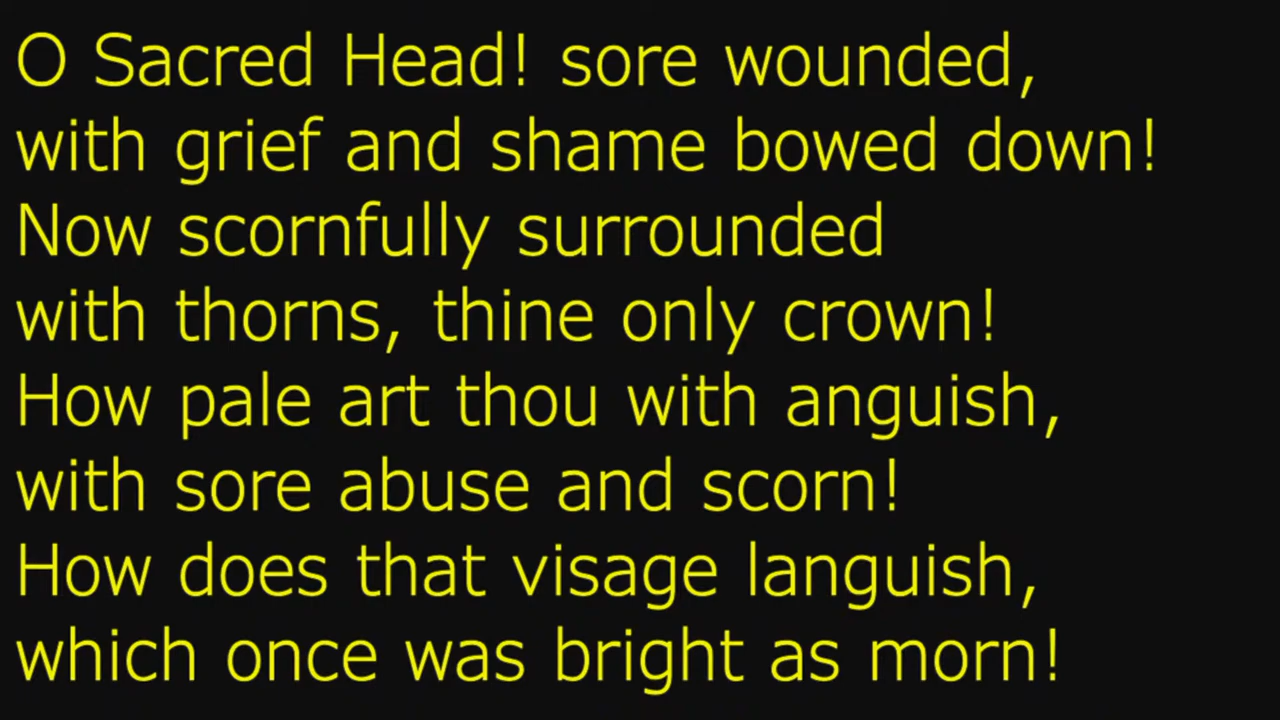 O Sacred Head! sore wounded,
with grief and shame bowed down!
Now scornfully surrounded
with thorns, thine only crown!
How pale art thou with anguish,
with sore abuse and scorn!
How does that visage languish,
which once was bright as morn!